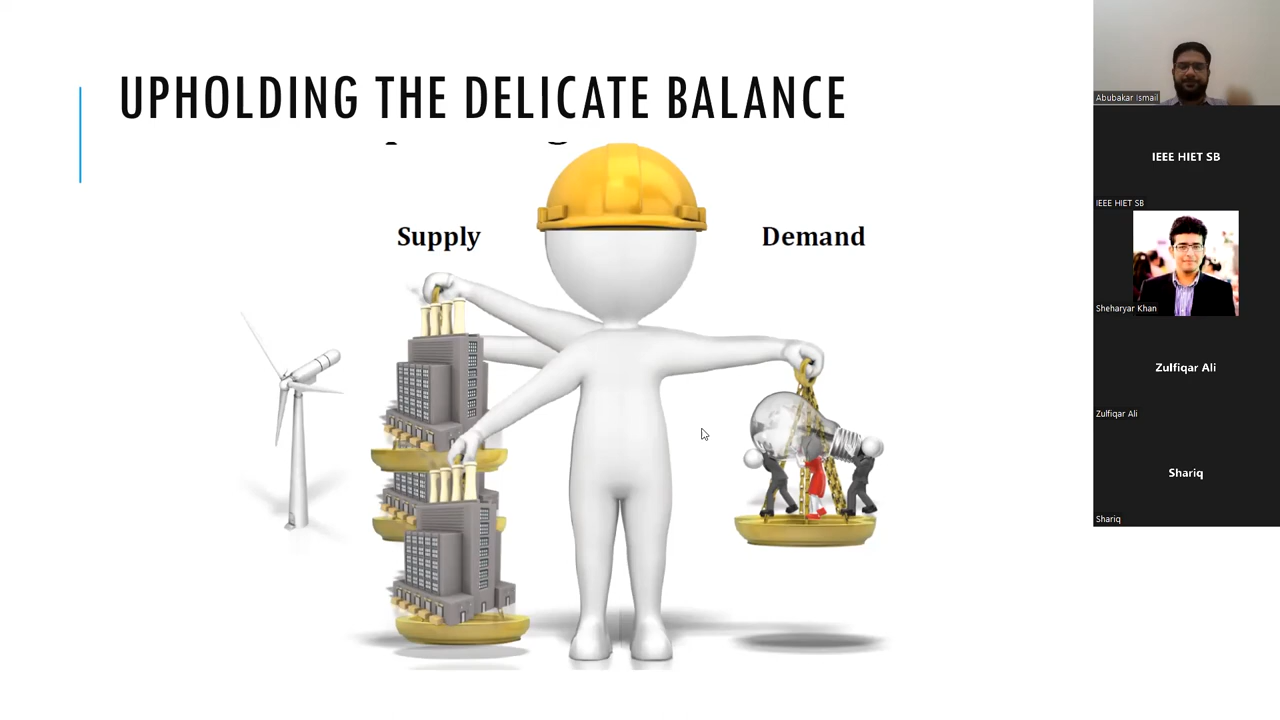 UPHOLDING THE DELICATE BALANCE
Supply
Demand
Abubakar Ismail
IEEE HIET SB
IEEE HIET SB
Sheharyar Khan
Zulfiqar Ali
Zulfiqar Ali
Shariq
Shariq